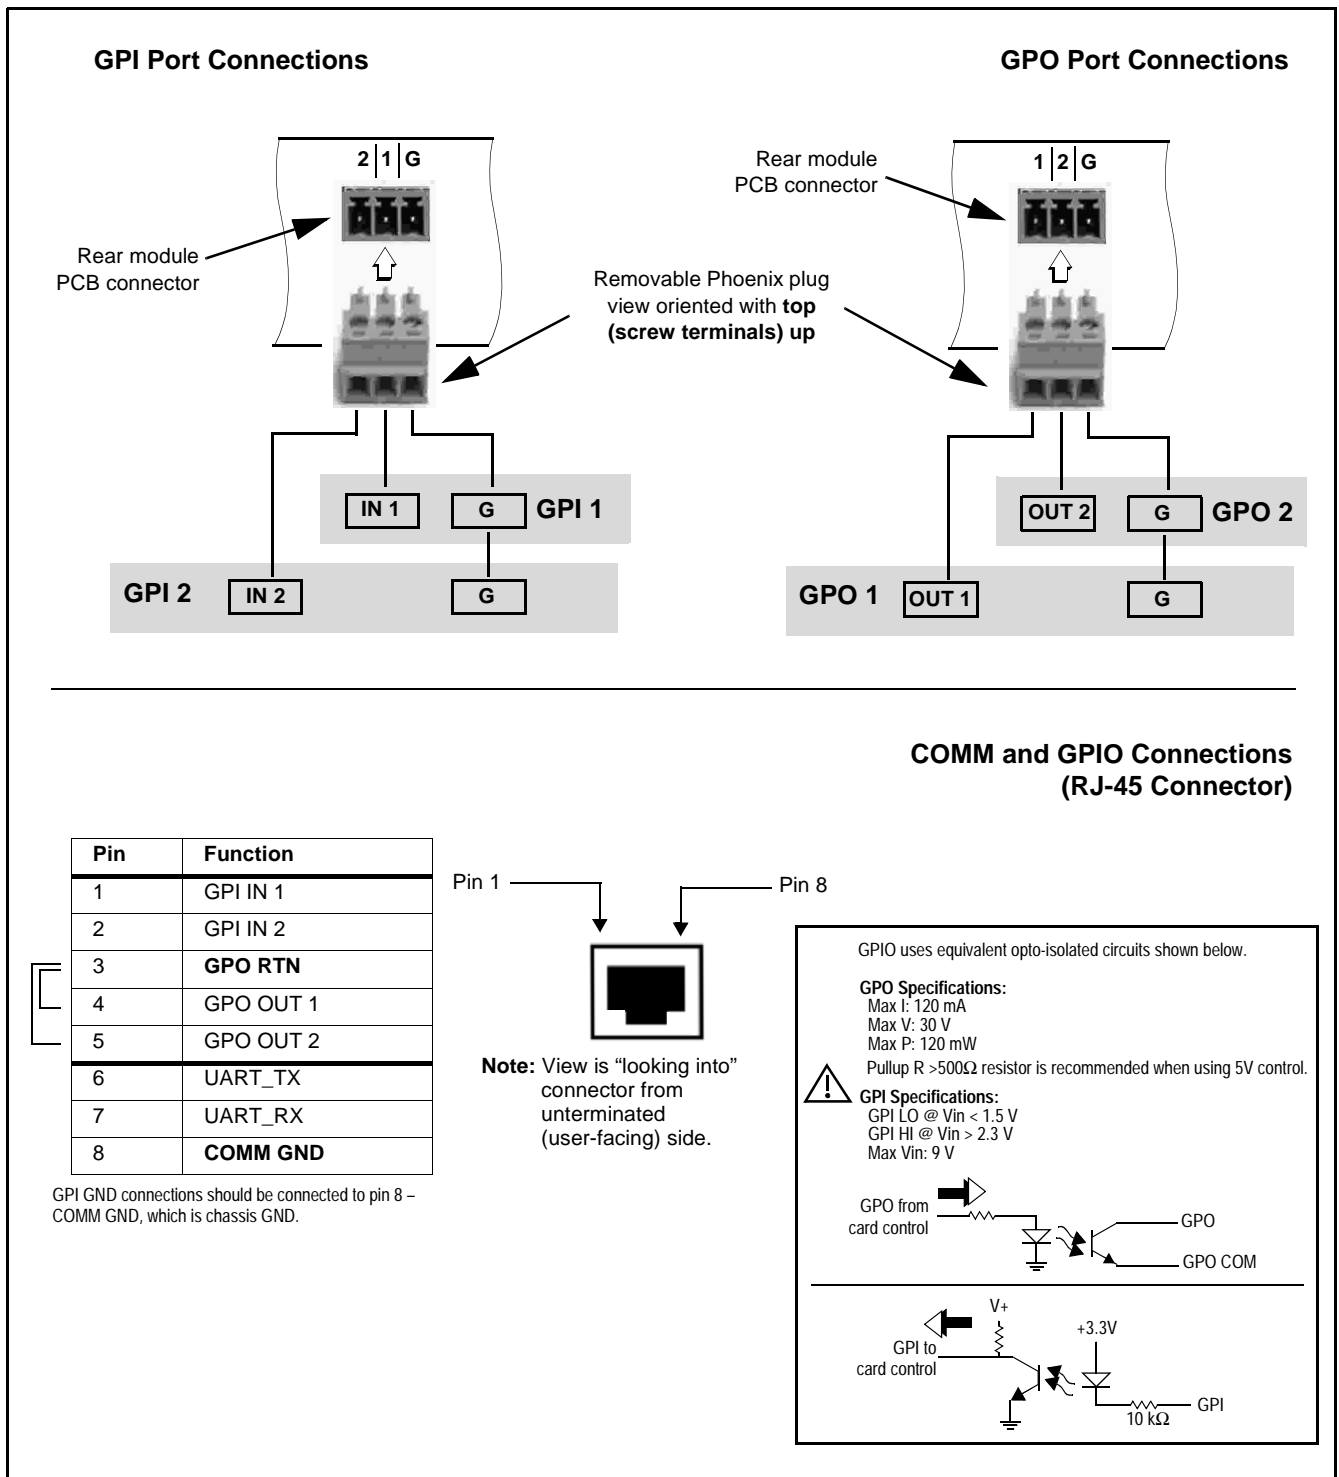 GPI Port Connections
GPO Port Connections
2 1 G
Rear module
PCB connector
Rear module
PCB connector
1 2 G
Removable Phoenix plug
view oriented with top
(screw terminals) up
IN 1
G
GPI 1
GPI 2
IN 2
G
OUT 2
G
GPO 2
GPO 1
OUT 1
G
COMM and GPIO Connections
(RJ-45 Connector)
Pin Function
1 GPI IN 1
2 GPI IN 2
3 GPO RTN
4 GPO OUT 1
5 GPO OUT 2
6 UART_TX
7 UART_RX
8 COMM GND
GPI GND connections should be connected to pin 8 –
COMM GND, which is chassis GND.
Pin 1
Pin 8
Note: View is “looking into”
connector from
unterminated
(user-facing) side.
GPIO uses equivalent opto-isolated circuits shown below.
GPO Specifications:
Max I: 120 mA
Max V: 30 V
Max P: 120 mW
Pullup R >500Ω resistor is recommended when using 5V control.
GPI Specifications:
GPI LO @ Vin < 1.5 V
GPI HI @ Vin > 2.3 V
Max Vin: 9 V
GPO from
card control
GPO
GPO COM
V+
+3.3V
GPI to
card control
GPI
10 kΩ